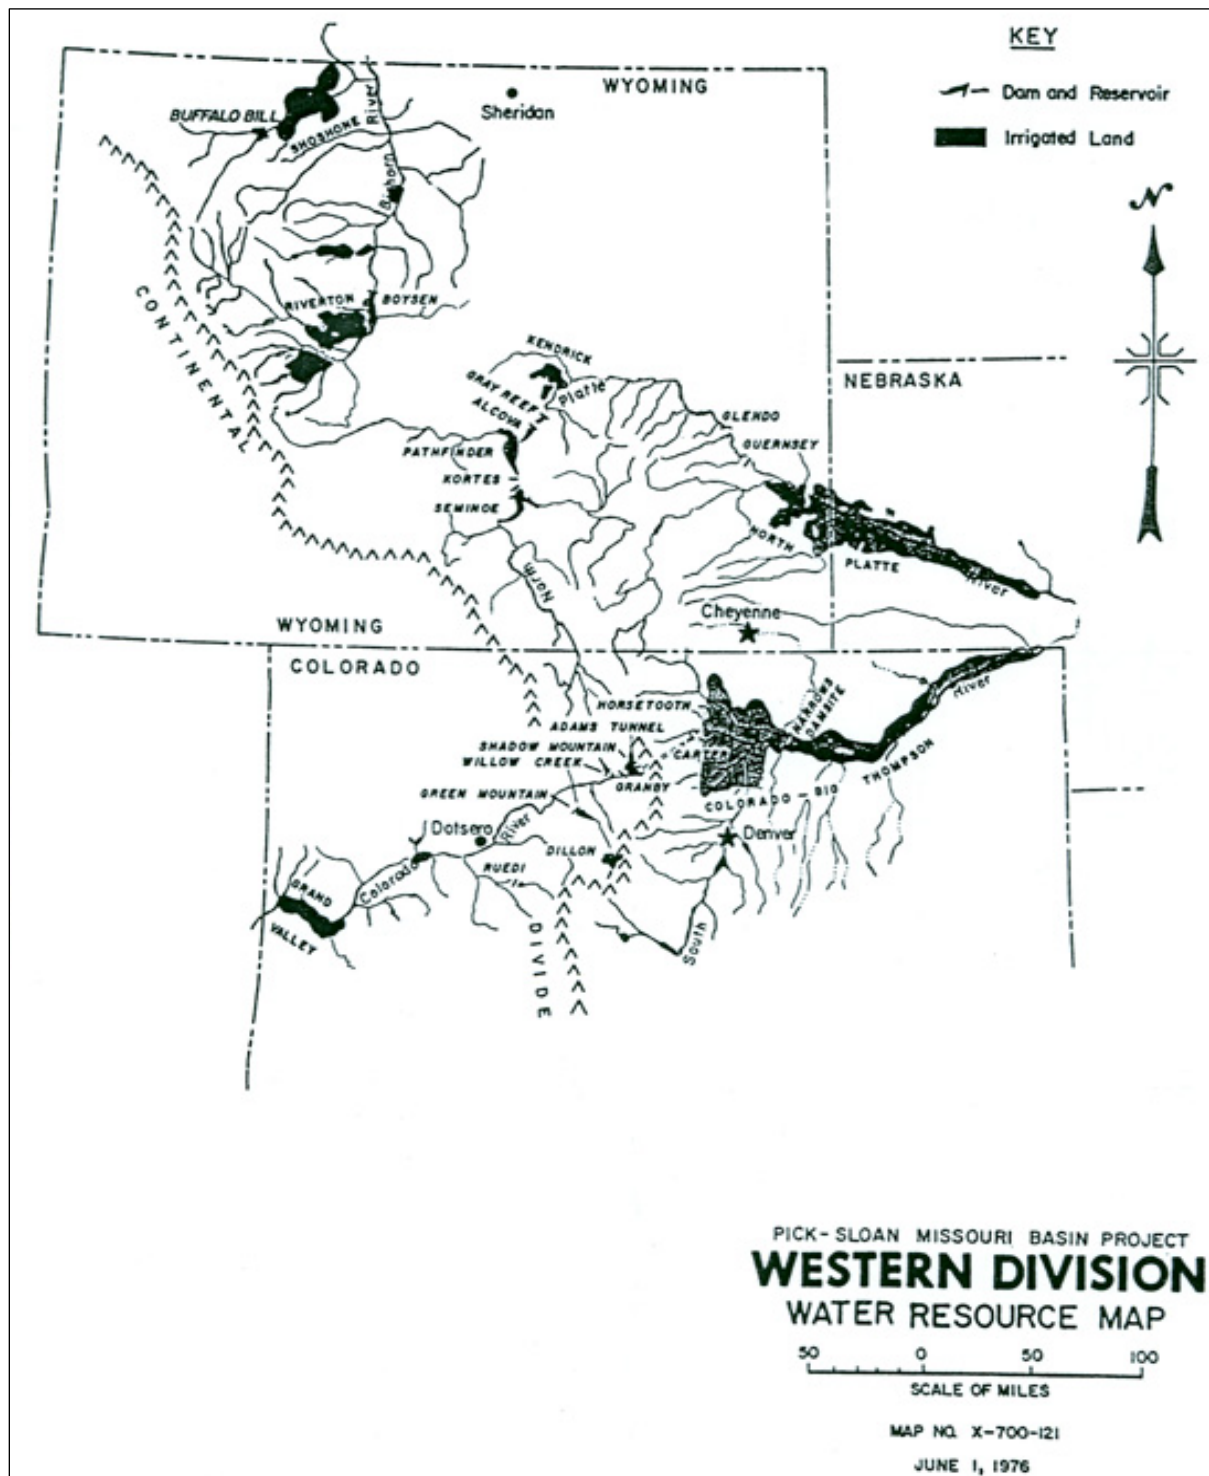 KEY
Dam and Reservoir
Irrigated Land
N
WYOMING
Sheridan
BUFFALO BILL
SHOSHONE
Bighorn River
RIVERTON
BOYSEN
CONTINENTAL
KENDRICK
GRAY REEF
ALCOVA
Platte
PATHFINDER
KORTES
SEMINOE
North
GLENDO
GUERNSEY
NEBRASKA
NORTH PLATTE
River
Cheyenne
WYOMING
COLORADO
HORSETOOTH
ADAMS TUNNEL
SHADOW MOUNTAIN
WILLOW CREEK
GRANBY
CARTER
NARROWS
DAMSITE
River
COLORADO - BIG THOMPSON
GREEN MOUNTAIN
Dotsero
River
Denver
DILLON
RUEDI
Colorado
GRAND
VALLEY
DIVIDE
South
PICK-SLOAN MISSOURI BASIN PROJECT
WESTERN DIVISION
WATER RESOURCE MAP
50 0 50 100
SCALE OF MILES
MAP NO. X-700-121
JUNE 1, 1976